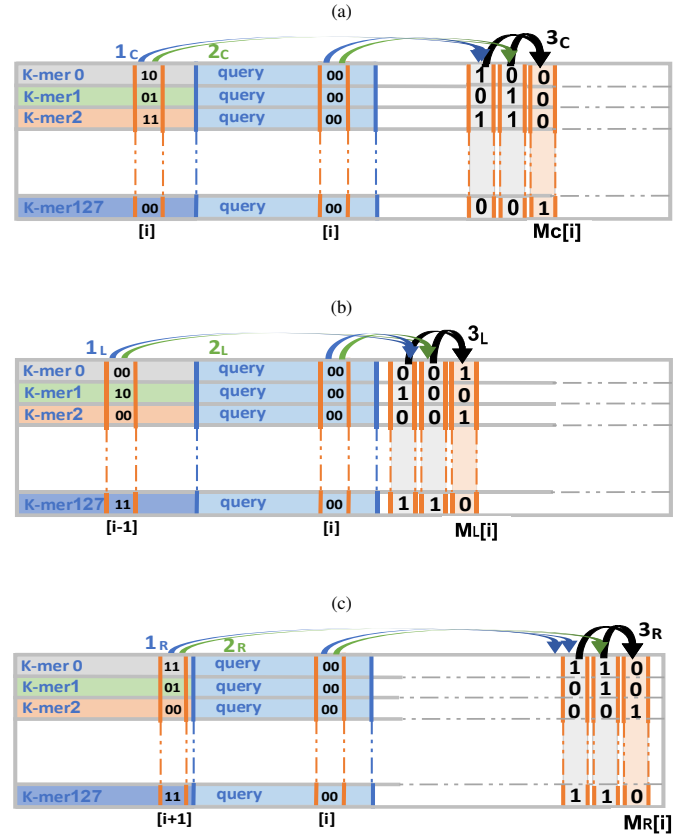 (a)
1C 2C 3C
K-mer 0 10 query 00 1 0 0
K-mer1 01 query 00 0 1 0
K-mer2 11 query 00 1 1 0
K-mer127 00 query 00 0 0 1
[i] [i] Mc[i]
(b)
1L 2L 3L
K-mer 0 00 query 00 0 0 1
K-mer1 10 query 00 1 0 0
K-mer2 00 query 00 0 0 1
K-mer127 11 query 00 1 1 0
[i-1] [i] ML[i]
(c)
1R 2R 3R
K-mer 0 11 query 00 1 1 0
K-mer1 01 query 00 0 1 0
K-mer2 00 query 00 0 0 1
K-mer127 11 query 00 1 1 0
[i+1] [i] MR[i]